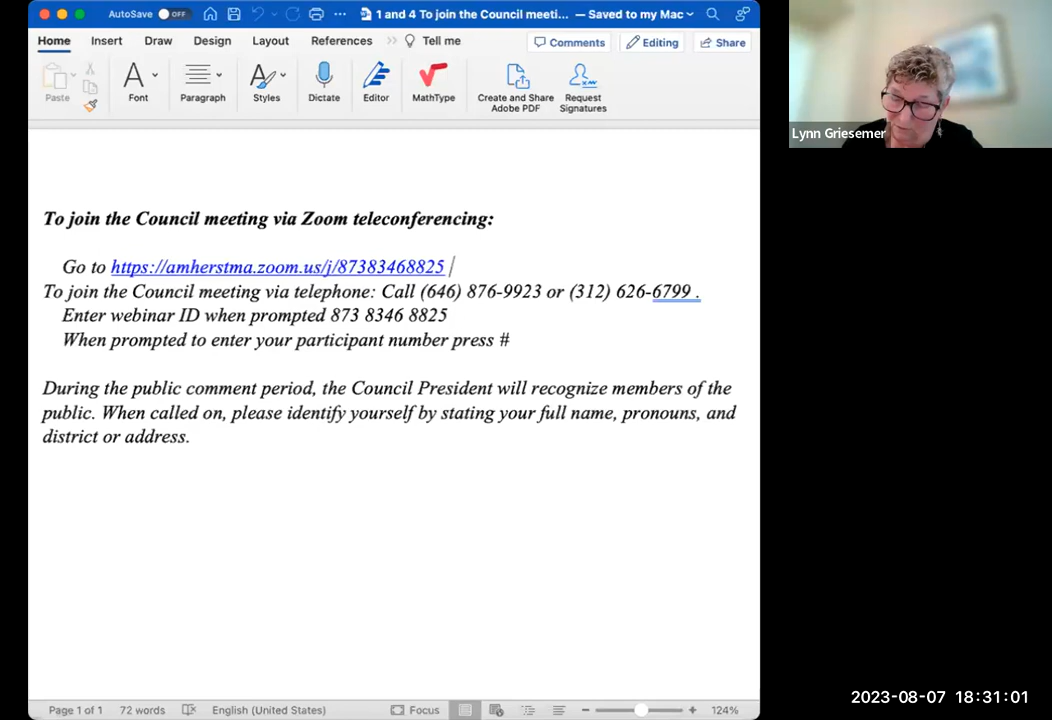 AutoSave OFF 1 and 4 To join the Council meeti... — Saved to my Mac
Home Insert Draw Design Layout References >> Tell me Comments Editing Share
Paste Font Paragraph Styles Dictate Editor MathType Create and Share Adobe PDF Request Signatures
To join the Council meeting via Zoom teleconferencing:
Go to https://amherstma.zoom.us/j/87383468825
To join the Council meeting via telephone: Call (646) 876-9923 or (312) 626-6799 .
Enter webinar ID when prompted 873 8346 8825
When prompted to enter your participant number press #
During the public comment period, the Council President will recognize members of the
public. When called on, please identify yourself by stating your full name, pronouns, and
district or address.
Page 1 of 1 72 words English (United States) Focus 124%
Lynn Griesemer
2023-08-07 18:31:01